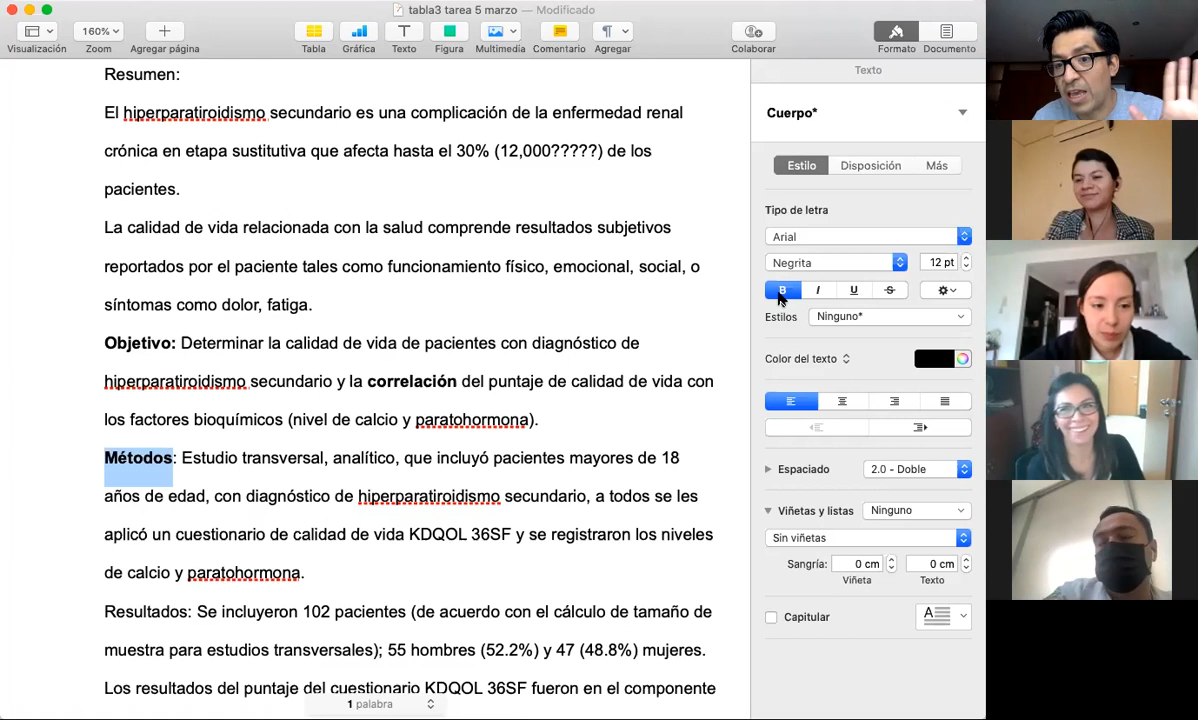 tabla3 tarea 5 marzo — Modificado
160%
Visualización Zoom Agregar página Tabla Gráfica Texto Figura Multimedia Comentario Agregar Colaborar Formato Documento
Resumen:
El hiperparatiroidismo secundario es una complicación de la enfermedad renal
crónica en etapa sustitutiva que afecta hasta el 30% (12,000?????) de los
pacientes.
La calidad de vida relacionada con la salud comprende resultados subjetivos
reportados por el paciente tales como funcionamiento físico, emocional, social, o
síntomas como dolor, fatiga.
Objetivo: Determinar la calidad de vida de pacientes con diagnóstico de
hiperparatiroidismo secundario y la correlación del puntaje de calidad de vida con
los factores bioquímicos (nivel de calcio y paratohormona).
Métodos: Estudio transversal, analítico, que incluyó pacientes mayores de 18
años de edad, con diagnóstico de hiperparatiroidismo secundario, a todos se les
aplicó un cuestionario de calidad de vida KDQOL 36SF y se registraron los niveles
de calcio y paratohormona.
Resultados: Se incluyeron 102 pacientes (de acuerdo con el cálculo de tamaño de
muestra para estudios transversales); 55 hombres (52.2%) y 47 (48.8%) mujeres.
Los resultados del puntaje del cuestionario KDQOL 36SF fueron en el componente
1 palabra
Texto
Cuerpo*
Estilo Disposición Más
Tipo de letra
Arial
Negrita 12 pt
B I U S
Estilos Ninguno*
Color del texto
Espaciado 2.0 - Doble
Viñetas y listas Ninguno
Sin viñetas
Sangría: 0 cm 0 cm
Viñeta Texto
Capitular A